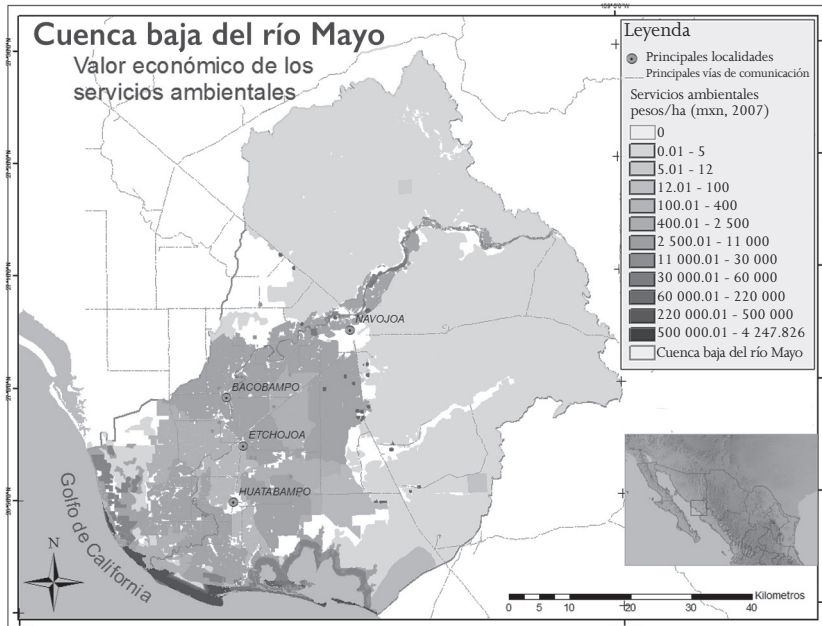 Cuenca baja del río Mayo
Valor económico de los
servicios ambientales
Leyenda
Principales localidades
Principales vías de comunicación
Servicios ambientales
pesos/ha (mxn, 2007)
0
0.01 - 5
5.01 - 12
12.01 - 100
100.01 - 400
400.01 - 2 500
2 500.01 - 11 000
11 000.01 - 30 000
30 000.01 - 60 000
60 000.01 - 220 000
220 000.01 - 500 000
500 000.01 - 4 247.826
Cuenca baja del río Mayo
NAVOJOA
BACOBAMPO
ETCHOJOA
HUATABAMPO
Golfo de California
N
Kilometros
0 5 10 20 30 40